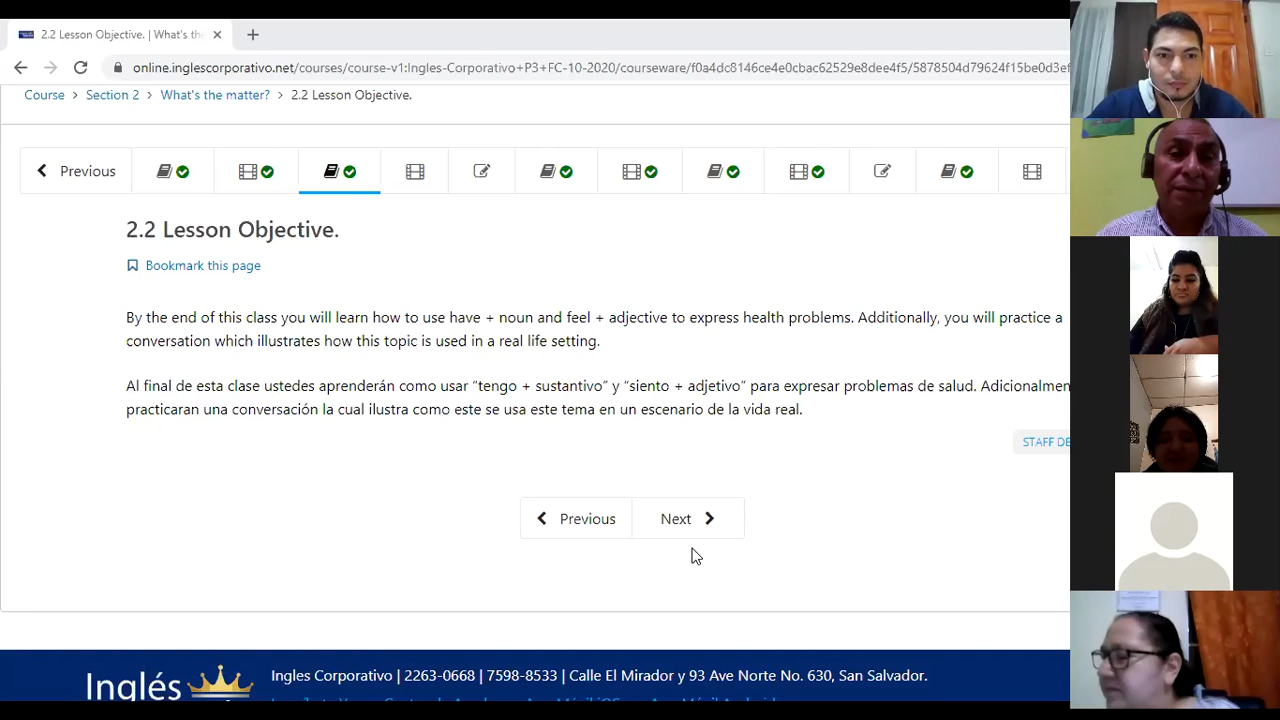 2.2 Lesson Objective. | What's the
online.inglescorporativo.net/courses/course-v1:Ingles-Corporativo+P3+FC-10-2020/courseware/f0a4dc8146ce4e0cbac62529e8dee4f5/5878504d79624f15be0d3ef
Course > Section 2 > What's the matter? > 2.2 Lesson Objective.
Previous
2.2 Lesson Objective.
Bookmark this page
By the end of this class you will learn how to use have + noun and feel + adjective to express health problems. Additionally, you will practice a
conversation which illustrates how this topic is used in a real life setting.
Al final de esta clase ustedes aprenderán como usar “tengo + sustantivo” y “siento + adjetivo” para expresar problemas de salud. Adicionalmen
practicaran una conversación la cual ilustra como este se usa este tema en un escenario de la vida real.
STAFF DE
Previous Next
Inglés
Ingles Corporativo | 2263-0668 | 7598-8533 | Calle El Mirador y 93 Ave Norte No. 630, San Salvador.